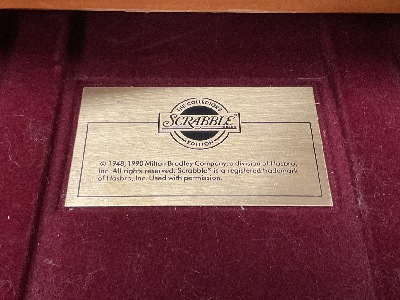 THE COLLECTOR'S
SCRABBLE
EDITION
© 1948, 1998 Milton Bradley Company, a division of Hasbro,
Inc. All rights reserved. Scrabble® is a registered trademark
of Hasbro, Inc. Used with permission.